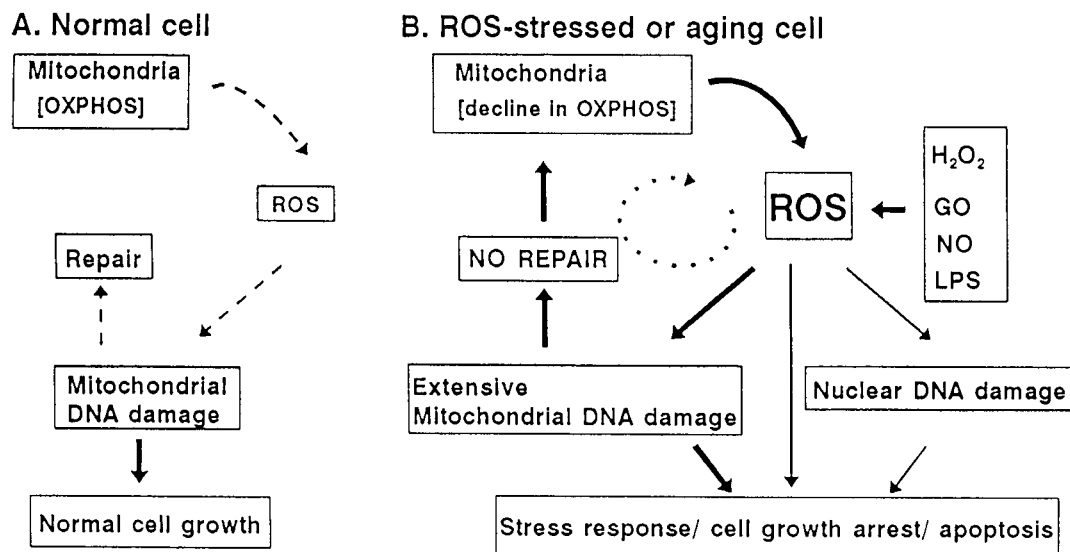 A. Normal cell
Mitochondria
[OXPHOS]
ROS
Repair
Mitochondrial
DNA damage
Normal cell growth
B. ROS-stressed or aging cell
Mitochondria
[decline in OXPHOS]
ROS
H₂O₂
GO
NO
LPS
NO REPAIR
Extensive
Mitochondrial DNA damage
Nuclear DNA damage
Stress response/ cell growth arrest/ apoptosis